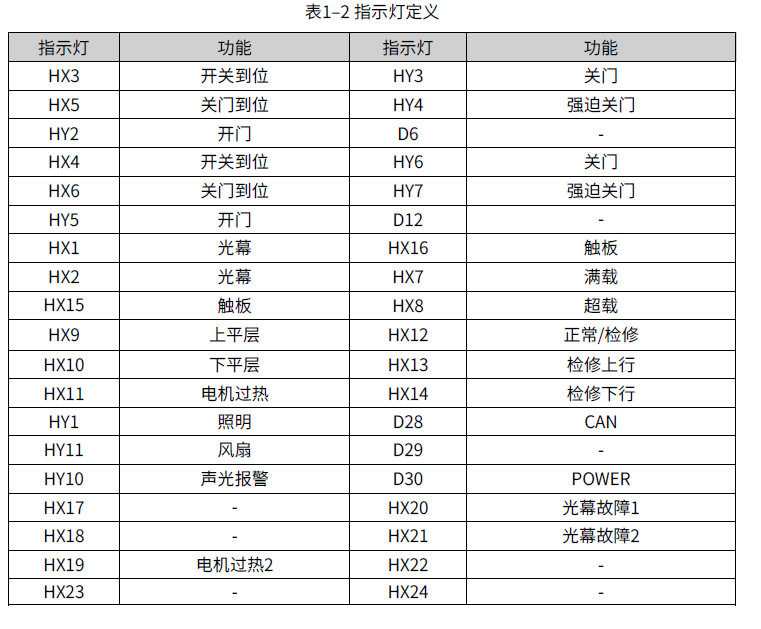 表1–2 指示灯定义
指示灯 功能 指示灯 功能
HX3 开关到位 HY3 关门
HX5 关门到位 HY4 强迫关门
HY2 开门 D6 -
HX4 开关到位 HY6 关门
HX6 关门到位 HY7 强迫关门
HY5 开门 D12 -
HX1 光幕 HX16 触板
HX2 光幕 HX7 满载
HX15 触板 HX8 超载
HX9 上平层 HX12 正常/检修
HX10 下平层 HX13 检修上行
HX11 电机过热 HX14 检修下行
HY1 照明 D28 CAN
HY11 风扇 D29 -
HY10 声光报警 D30 POWER
HX17 - HX20 光幕故障1
HX18 - HX21 光幕故障2
HX19 电机过热2 HX22 -
HX23 - HX24 -